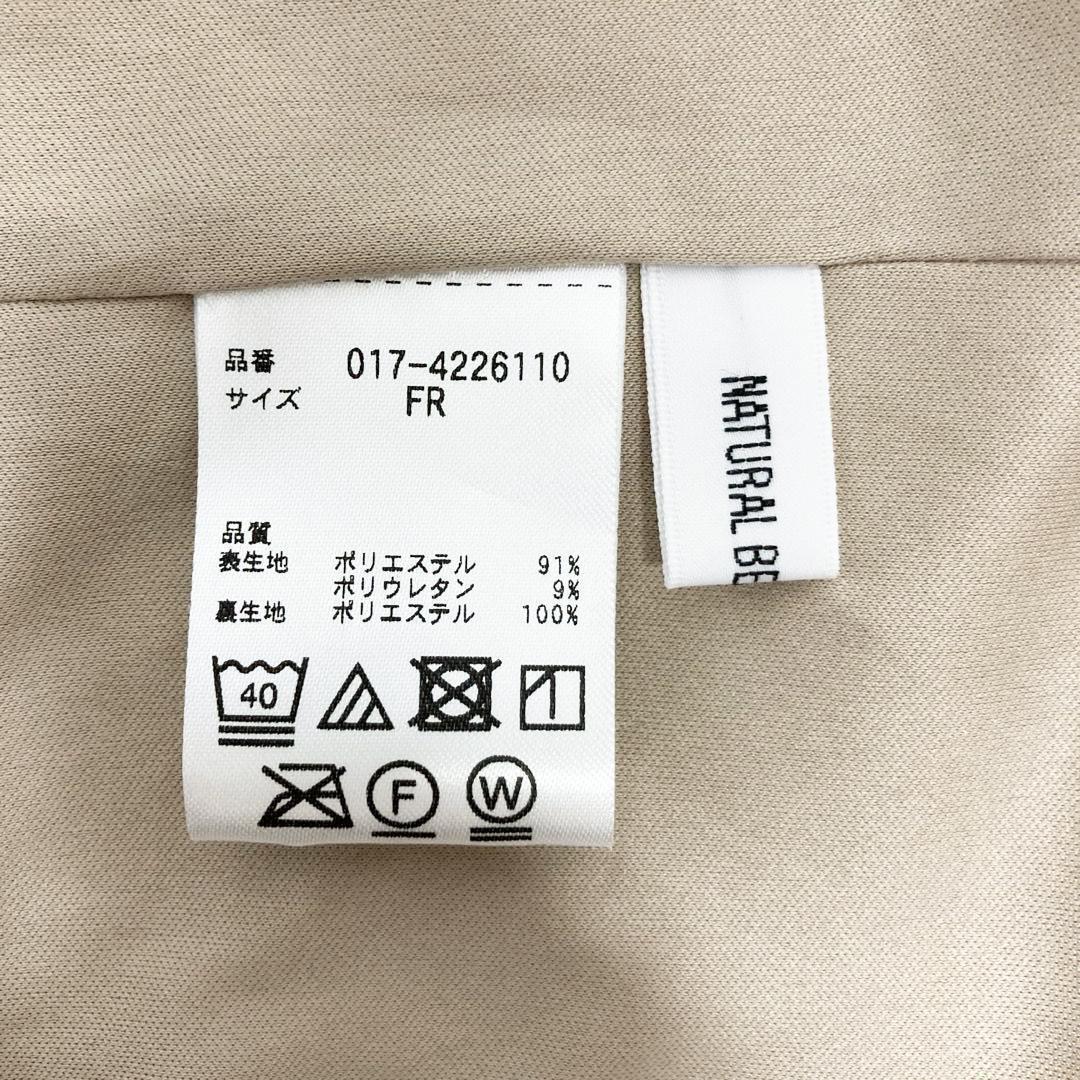 品番 017-4226110
サイズ FR
品質
表生地 ポリエステル 91%
ポリウレタン 9%
裏生地 ポリエステル 100%
40
F
W
NATURAL